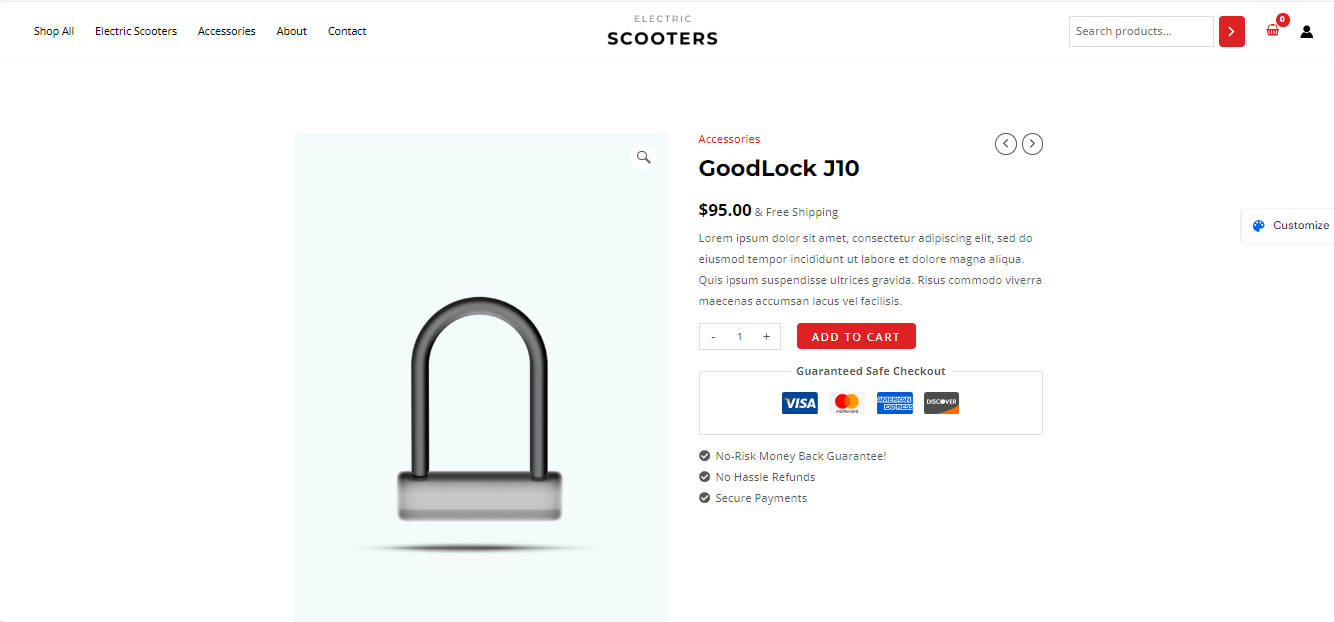 Shop All
Electric Scooters
Accessories
About
Contact
ELECTRIC
SCOOTERS
Search products...
0
Accessories
GoodLock J10
$95.00 & Free Shipping
Lorem ipsum dolor sit amet, consectetur adipiscing elit, sed do
eiusmod tempor incididunt ut labore et dolore magna aliqua.
Quis ipsum suspendisse ultrices gravida. Risus commodo viverra
maecenas accumsan lacus vel facilisis.
- 1 +
ADD TO CART
Guaranteed Safe Checkout
VISA
mastercard
AMERICAN EXPRESS
DISCOVER
No-Risk Money Back Guarantee!
No Hassle Refunds
Secure Payments
Customize